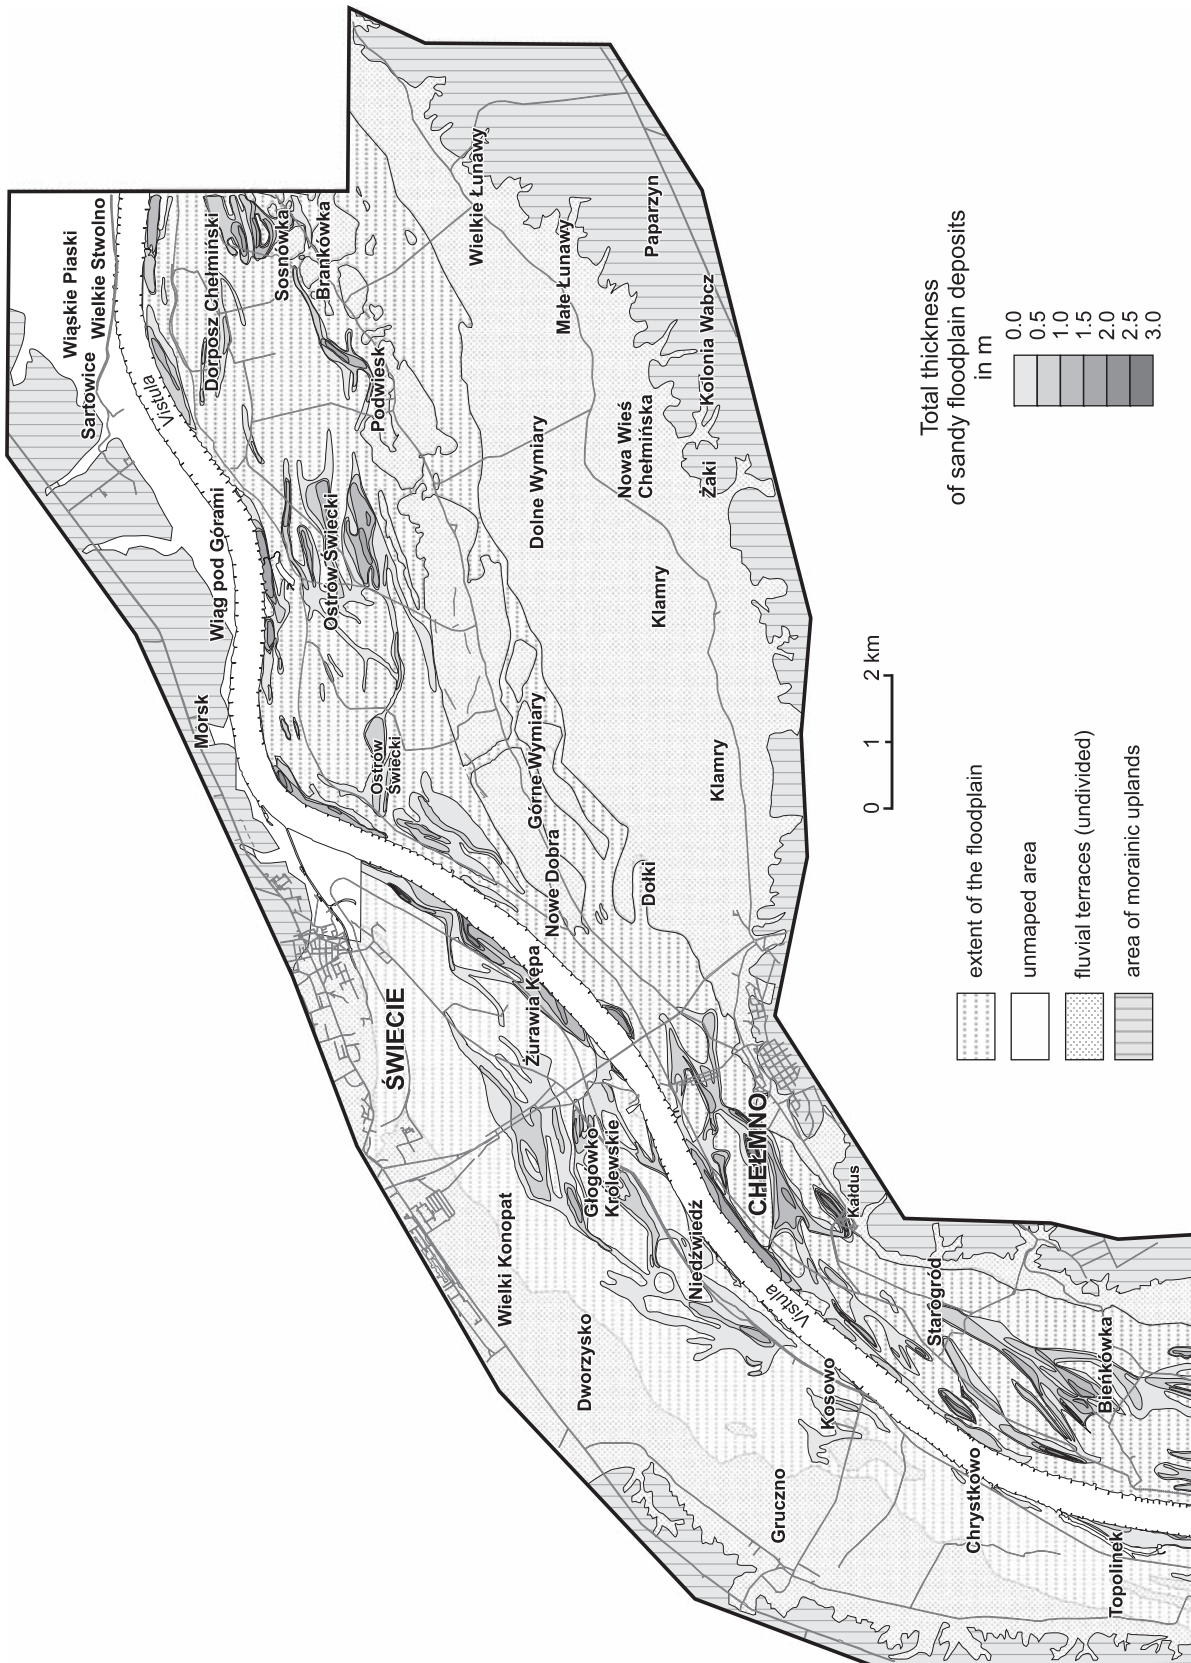 Wiąskie Piaski
Wielkie Stwolno
Sartowice
Vistula
Dorposz Chełmiński
Sosnówka
Brankówka
Podwiesk
Wielkie Łunawy
Małe Łunawy
Paparzyn
Kolonia Wabcz
Nowa Wieś
Chełmińska
Żaki
Dolne Wymiary
Wiąg pod Górami
Ostrów Świecki
Morsk
Ostrów
Świecki
Klamry
Klamry
Górne Wymiary
Nowe Dobra
Dołki
ŚWIECIE
Żurawia Kępa
Głogówko
Królewskie
CHEŁMNO
Kałdus
Wielki Konopat
Niedźwiedź
Vistula
Dworzysko
Kosowo
Starogród
Bieńkówka
Gruczno
Chrystkowo
Topolinek
Total thickness
of sandy floodplain deposits
in m
0.0
0.5
1.0
1.5
2.0
2.5
3.0
0 1 2 km
extent of the floodplain
unmaped area
fluvial terraces (undivided)
area of morainic uplands